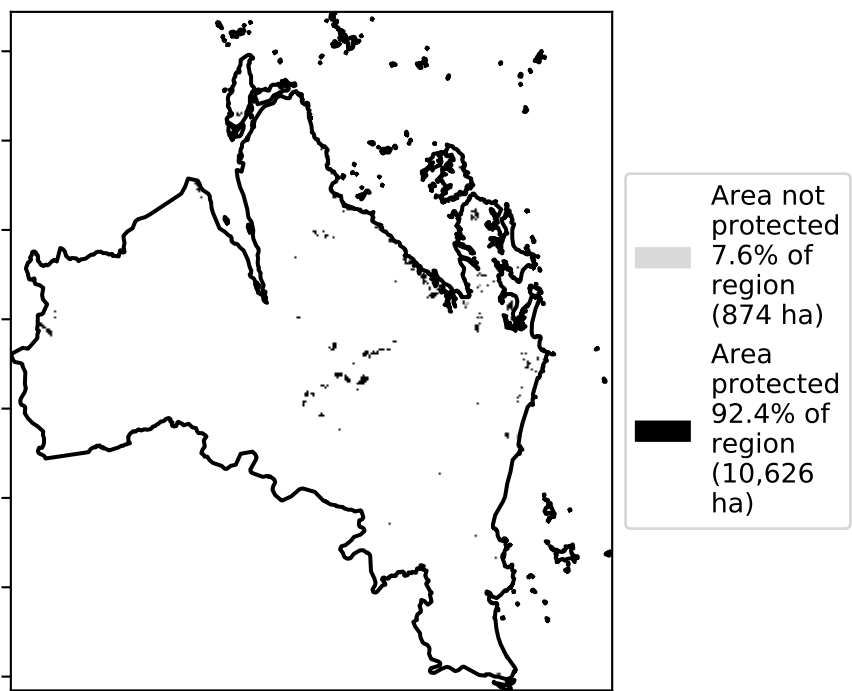 Area not
protected
7.6% of
region
(874 ha)
Area
protected
92.4% of
region
(10,626
ha)